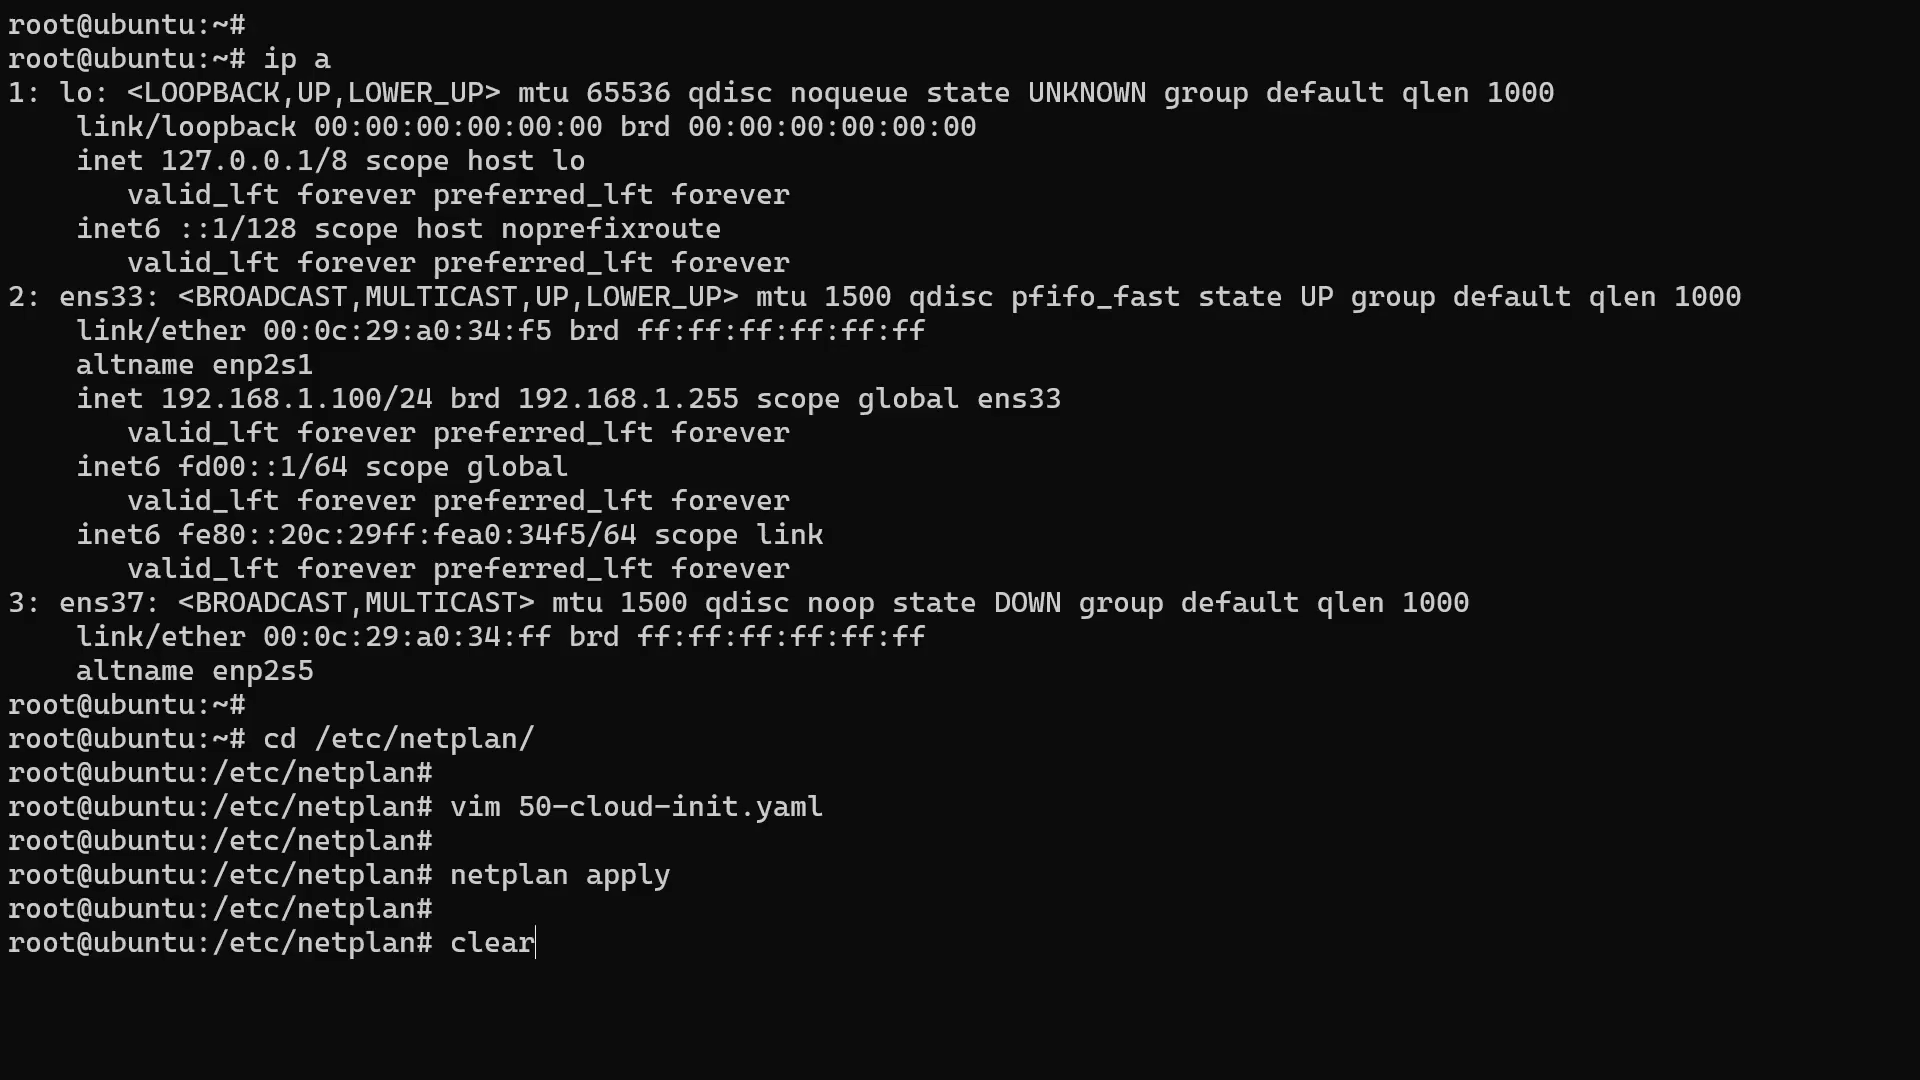 root@ubuntu:~#
root@ubuntu:~# ip a
1: lo: <LOOPBACK,UP,LOWER_UP> mtu 65536 qdisc noqueue state UNKNOWN group default qlen 1000
    link/loopback 00:00:00:00:00:00 brd 00:00:00:00:00:00
    inet 127.0.0.1/8 scope host lo
       valid_lft forever preferred_lft forever
    inet6 ::1/128 scope host noprefixroute
       valid_lft forever preferred_lft forever
2: ens33: <BROADCAST,MULTICAST,UP,LOWER_UP> mtu 1500 qdisc pfifo_fast state UP group default qlen 1000
    link/ether 00:0c:29:a0:34:f5 brd ff:ff:ff:ff:ff:ff
    altname enp2s1
    inet 192.168.1.100/24 brd 192.168.1.255 scope global ens33
       valid_lft forever preferred_lft forever
    inet6 fd00::1/64 scope global
       valid_lft forever preferred_lft forever
    inet6 fe80::20c:29ff:fea0:34f5/64 scope link
       valid_lft forever preferred_lft forever
3: ens37: <BROADCAST,MULTICAST> mtu 1500 qdisc noop state DOWN group default qlen 1000
    link/ether 00:0c:29:a0:34:ff brd ff:ff:ff:ff:ff:ff
    altname enp2s5
root@ubuntu:~#
root@ubuntu:~# cd /etc/netplan/
root@ubuntu:/etc/netplan#
root@ubuntu:/etc/netplan# vim 50-cloud-init.yaml
root@ubuntu:/etc/netplan#
root@ubuntu:/etc/netplan# netplan apply
root@ubuntu:/etc/netplan#
root@ubuntu:/etc/netplan# clear